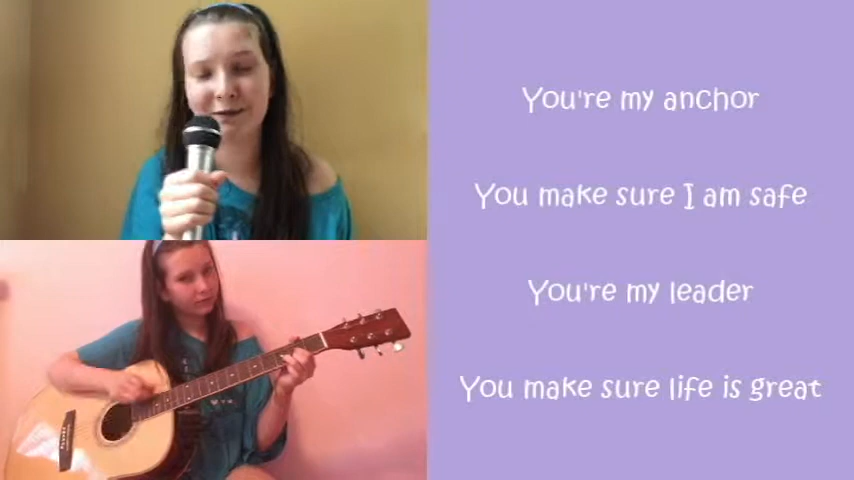 You're my anchor
You make sure I am safe
You're my leader
You make sure life is great